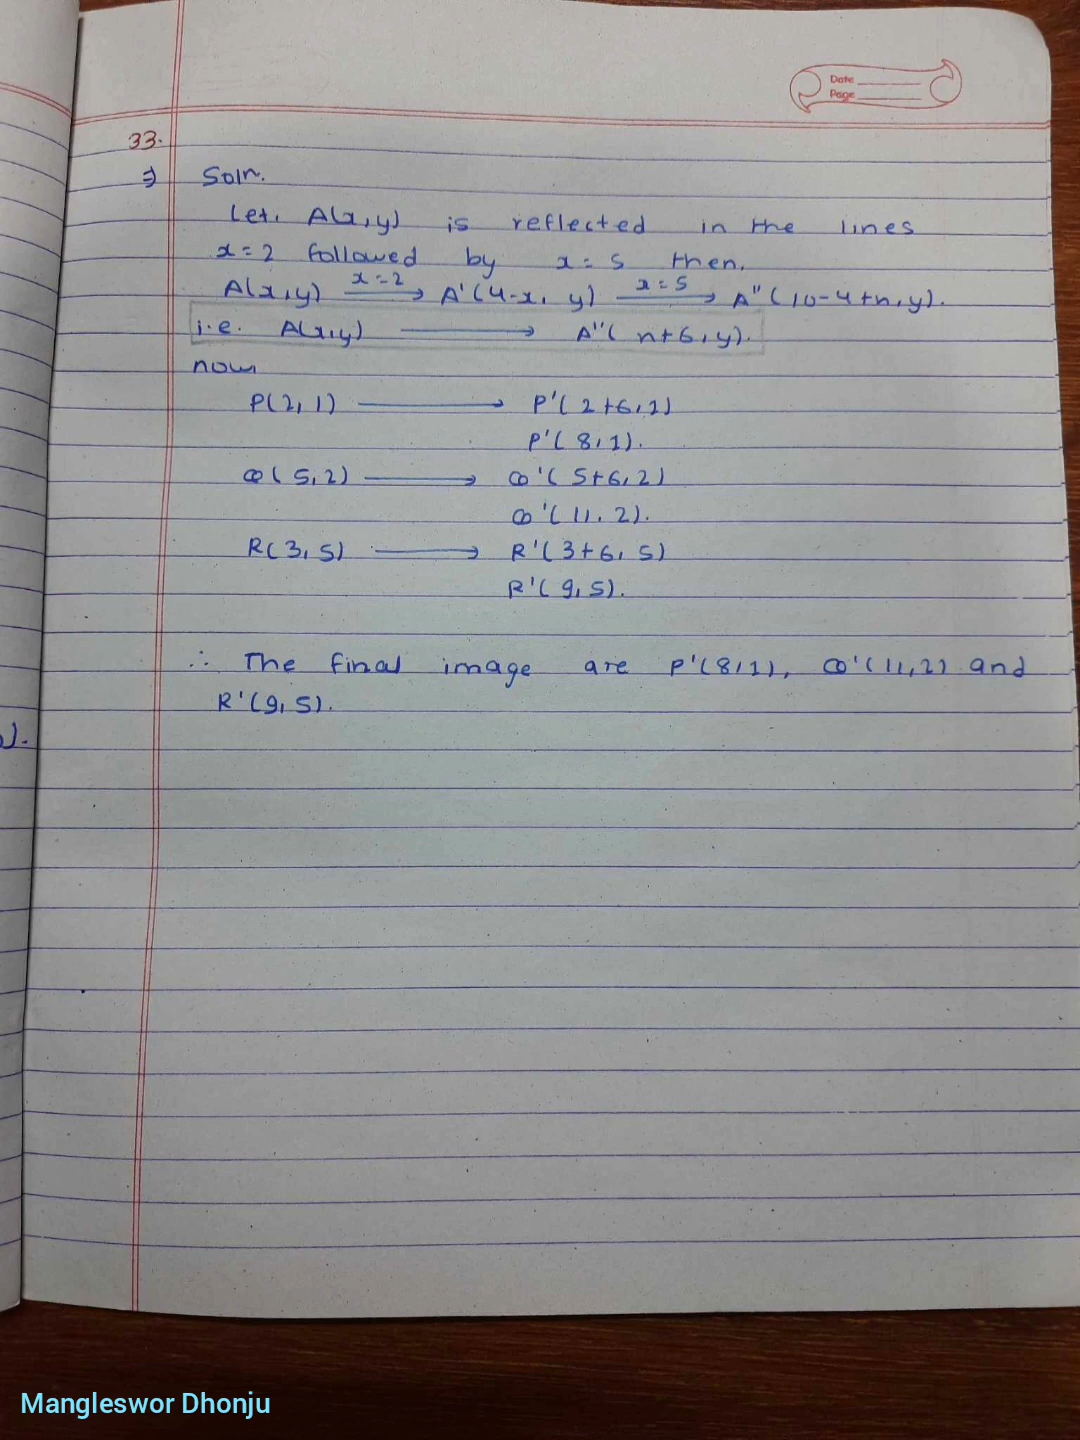 Date
Page
33.
⇒ Soln.
Let, A(x,y) is reflected in the lines
x=2 followed by x=5 then,
A(x,y) x=2 → A'(4-x, y) x=5 → A"(10-4+n,y).
i.e. A(x,y) → A"(n+6,y).
now,
P(2,1) → P'(2+6,1)
P'(8,1).
Q(5,2) → Q'(5+6,2)
Q'(11,2).
R(3,5) → R'(3+6,5)
R'(9,5).
∴ The final image are P'(8,1), Q'(11,2) and
R'(9,5).
).
Mangleswor Dhonju